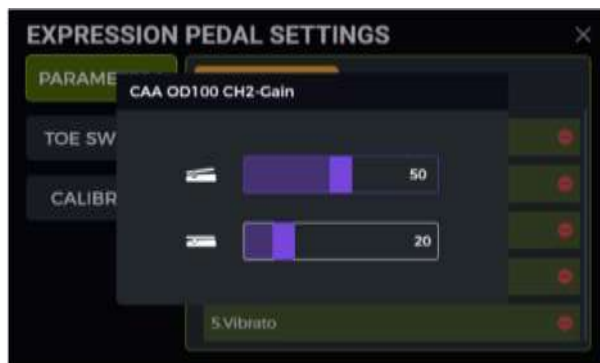 EXPRESSION PEDAL SETTINGS
PARAME
CAA OD100 CH2-Gain
TOE SW
50
CALIBR
20
5.Vibrato